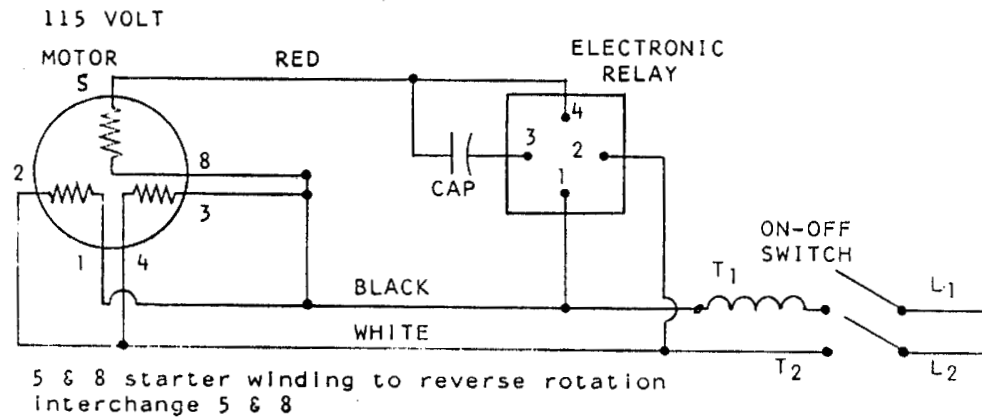 115 VOLT
MOTOR
RED
ELECTRONIC
RELAY
5
4
3
2
1
CAP
2
8
3
1
4
ON-OFF
SWITCH
T1
L1
BLACK
WHITE
T2
L2
5 & 8 starter winding to reverse rotation
interchange 5 & 8